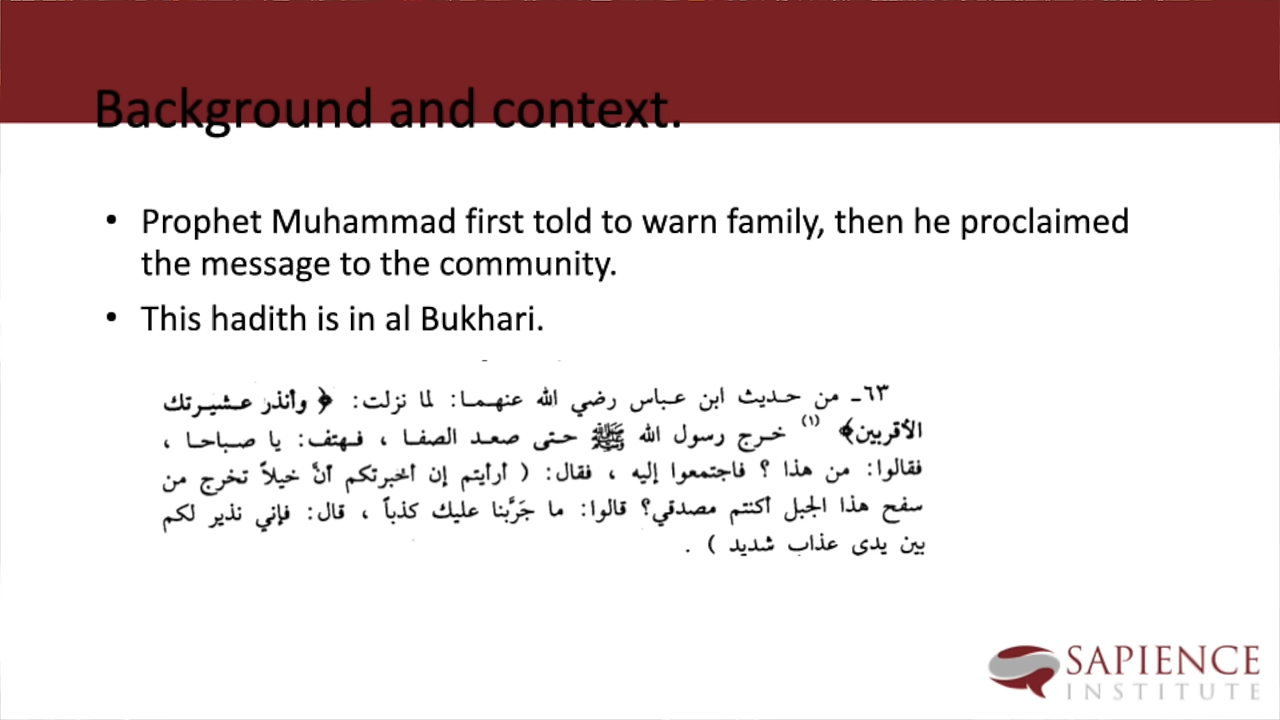 Background and context.
• Prophet Muhammad first told to warn family, then he proclaimed
the message to the community.
• This hadith is in al Bukhari.
٦٣ـ من حديث ابن عباس رضي الله عنهما: لما نزلت: ﴿ وأنذر عشيرتك
الأقربين﴾ (١) خرج رسول الله ﷺ حتى صعد الصفا ، فهتف: يا صباحا ،
فقالوا: من هذا ؟ فاجتمعوا إليه ، فقال: ( أرأيتم إن أخبرتكم أنَّ خيلاً تخرج من
سفح هذا الجبل أكنتم مصدقي؟ قالوا: ما جَرَّبنا عليك كذباً ، قال: فإني نذير لكم
بين يدى عذاب شديد ) .
SAPIENCE
INSTITUTE